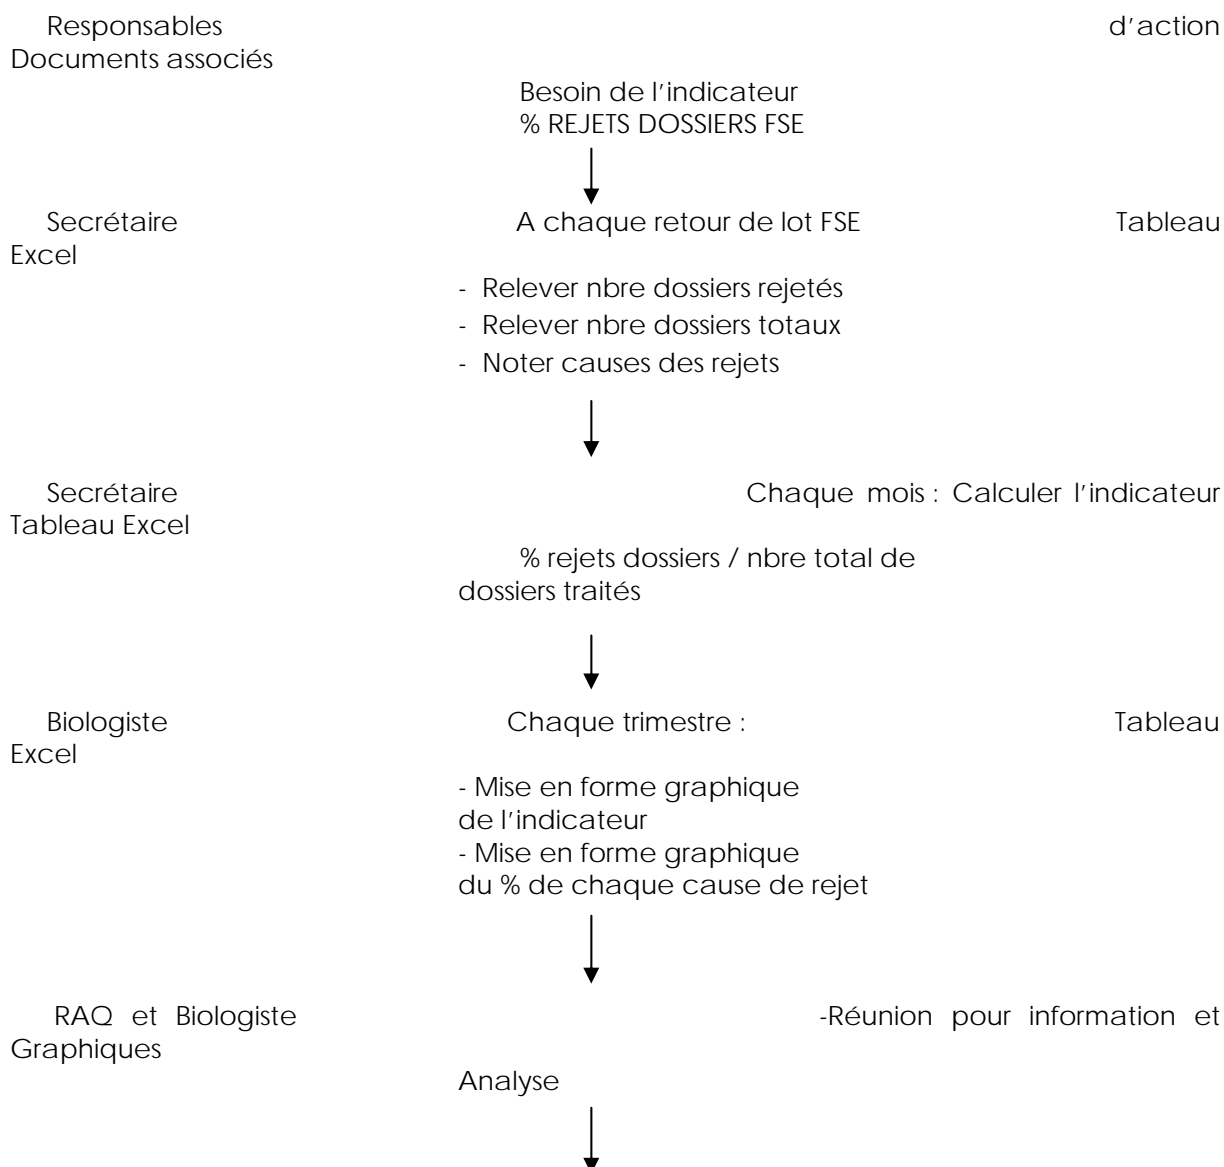 Responsables d’action
Documents associés
Besoin de l’indicateur
% REJETS DOSSIERS FSE
Secrétaire A chaque retour de lot FSE Tableau
Excel
- Relever nbre dossiers rejetés
- Relever nbre dossiers totaux
- Noter causes des rejets
Secrétaire Chaque mois : Calculer l’indicateur
Tableau Excel
% rejets dossiers / nbre total de
dossiers traités
Biologiste Chaque trimestre : Tableau
Excel
- Mise en forme graphique
de l’indicateur
- Mise en forme graphique
du % de chaque cause de rejet
RAQ et Biologiste -Réunion pour information et
Graphiques
Analyse